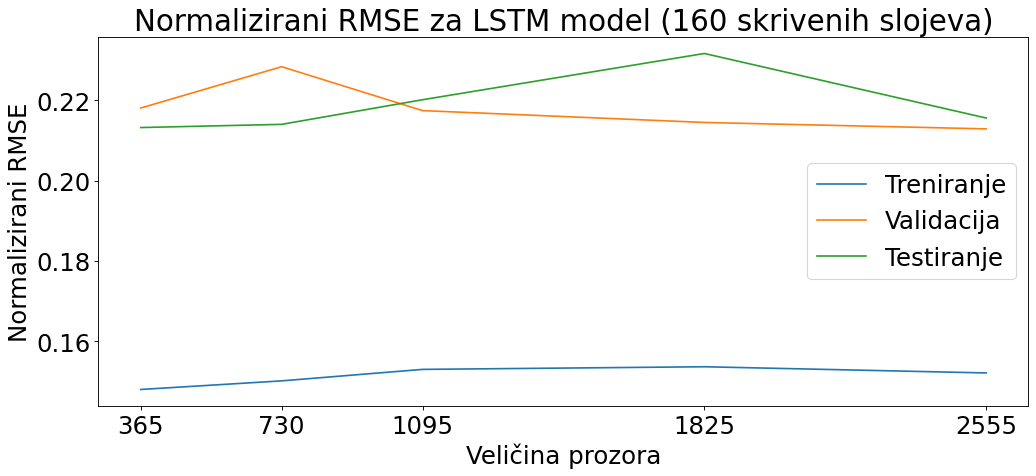 Normalizirani RMSE za LSTM model (160 skrivenih slojeva)
Normalizirani RMSE
0.22
0.20
0.18
0.16
Treniranje
Validacija
Testiranje
365 730 1095 1825 2555
Veličina prozora